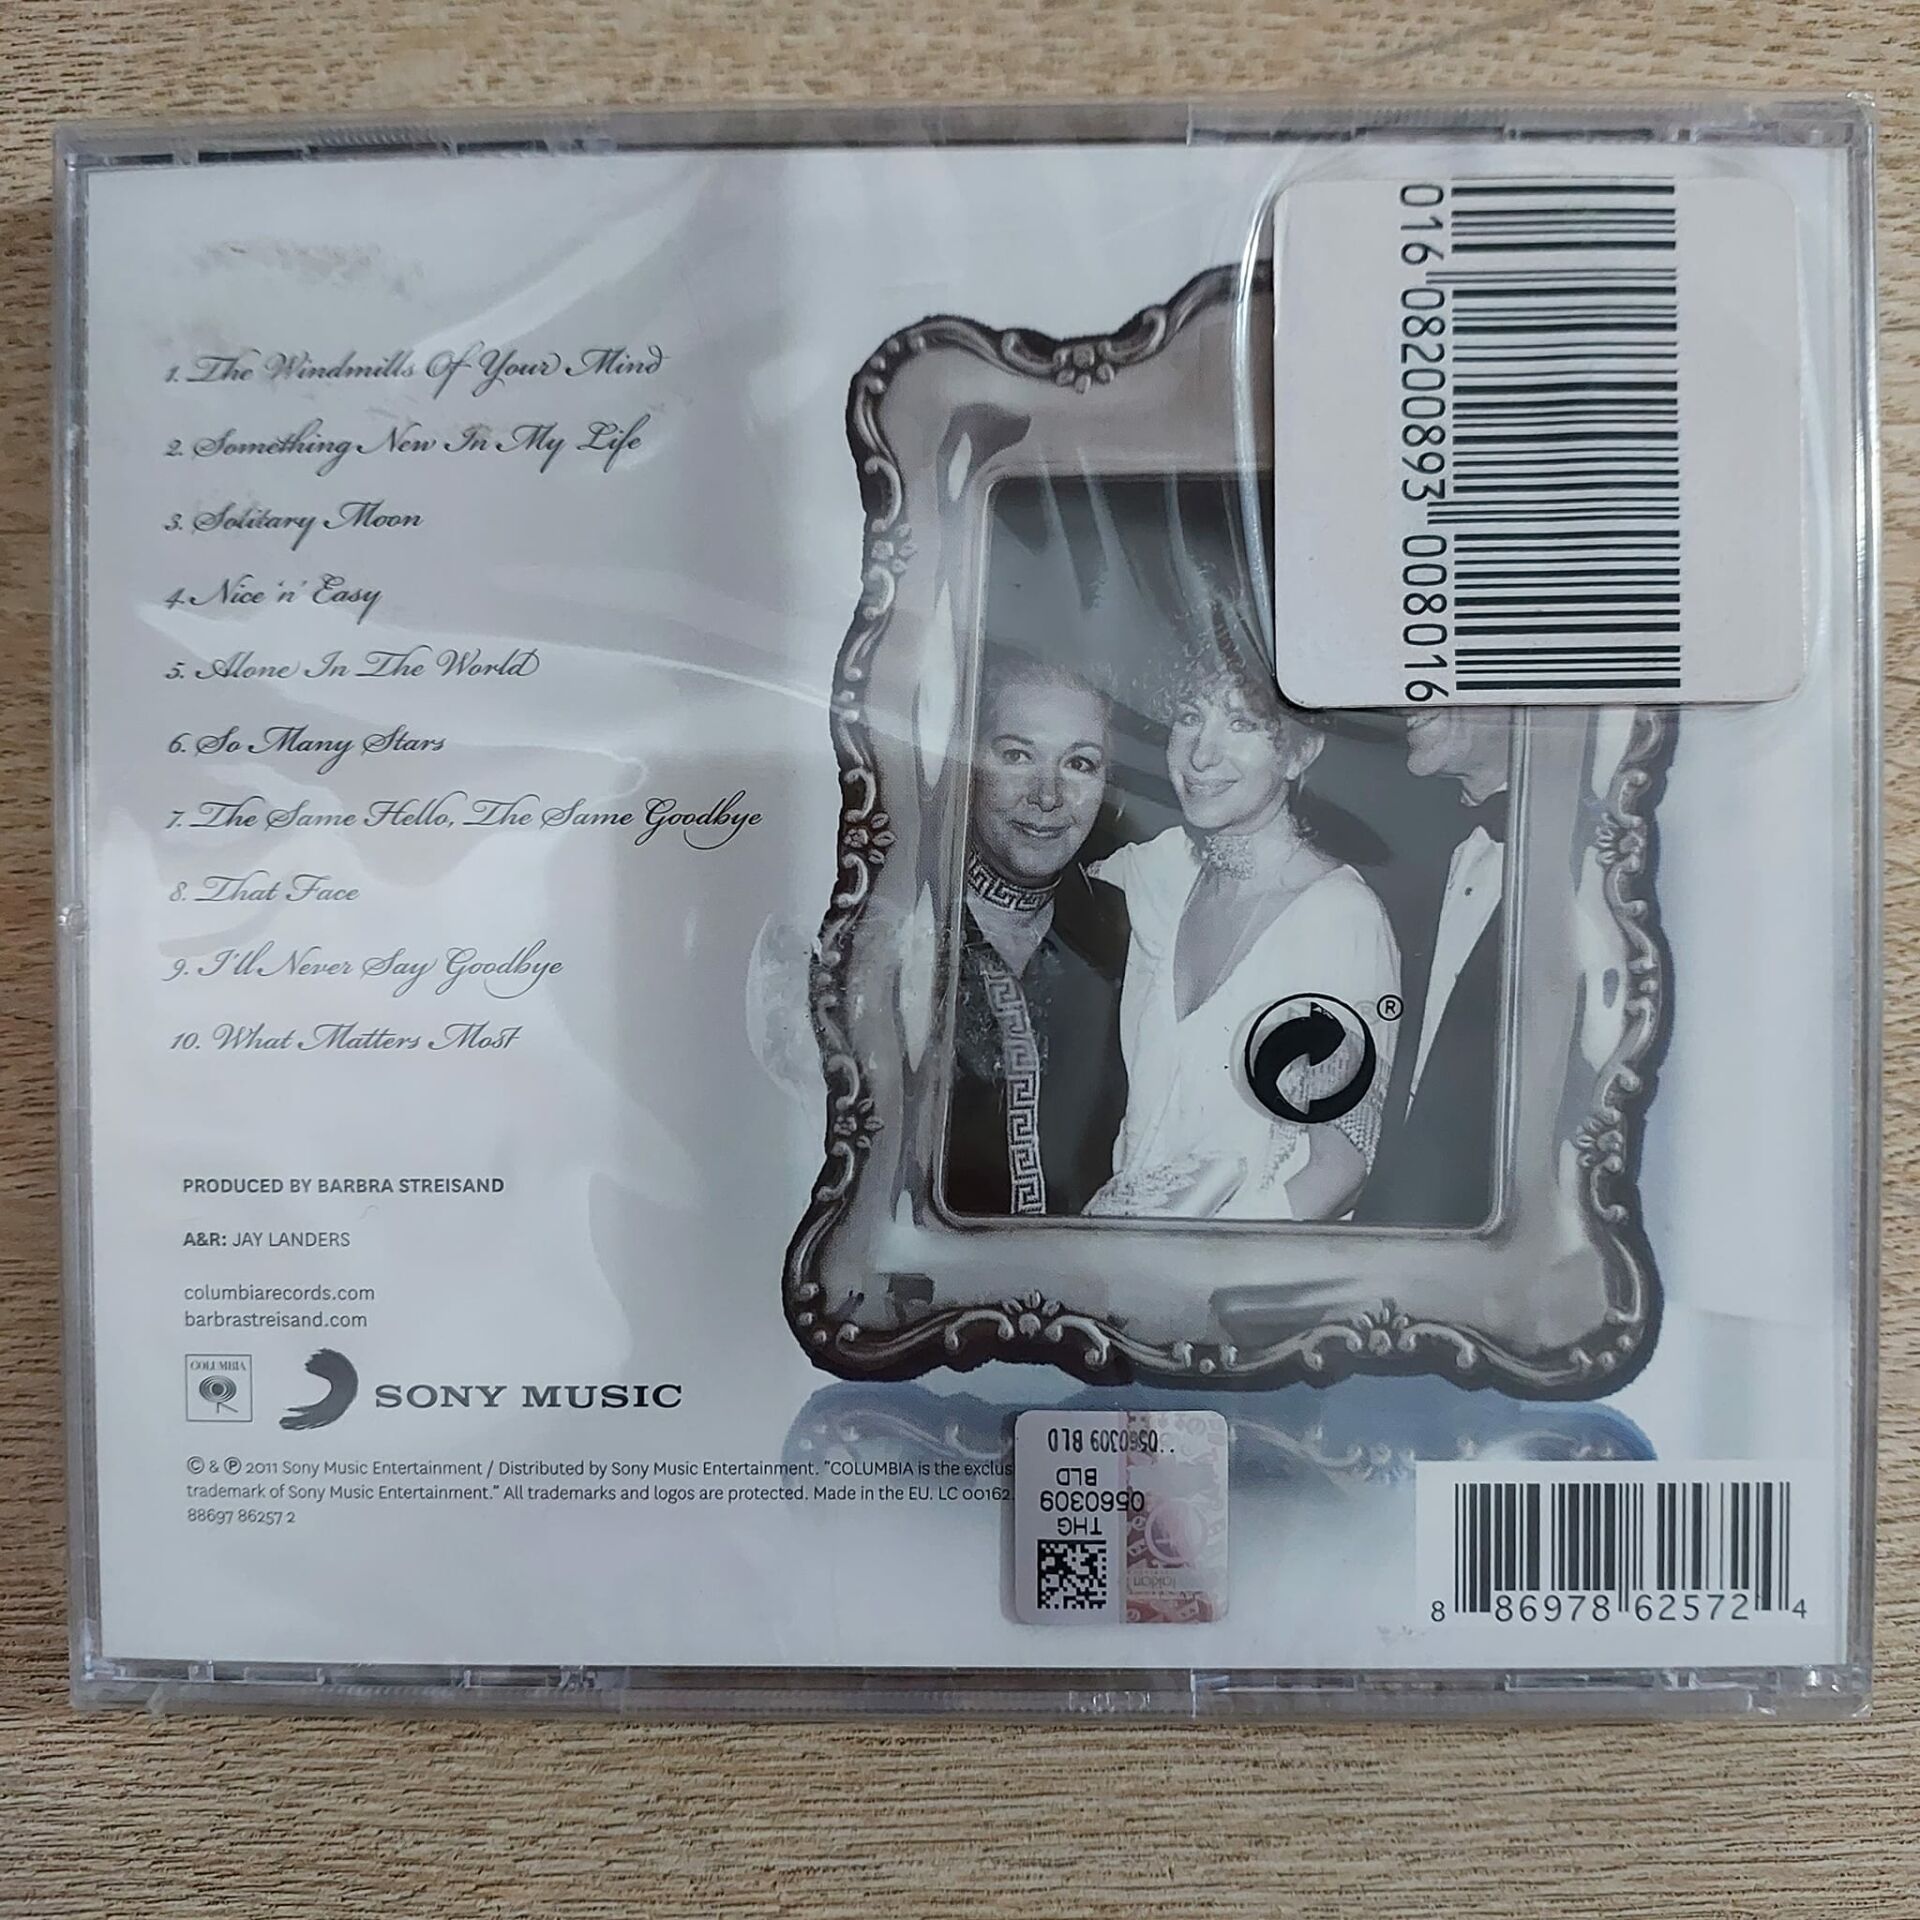 1. The Windmills Of Your Mind
2. Something New In My Life
3. Solitary Moon
4. Nice 'n' Easy
5. Alone In The World
6. So Many Stars
7. The Same Hello, The Same Goodbye
8. That Face
9. I'll Never Say Goodbye
10. What Matters Most
PRODUCED BY BARBRA STREISAND
A&R: JAY LANDERS
columbiarecords.com
barbrastreisand.com
COLUMBIA
SONY MUSIC
© & ℗ 2011 Sony Music Entertainment / Distributed by Sony Music Entertainment. "COLUMBIA is the exclus
trademark of Sony Music Entertainment." All trademarks and logos are protected. Made in the EU. LC 00162.
88697 86257 2
016 08200893 008016
®
THG
0560309
BLD
0560309 BLD
8 86978 62572 4